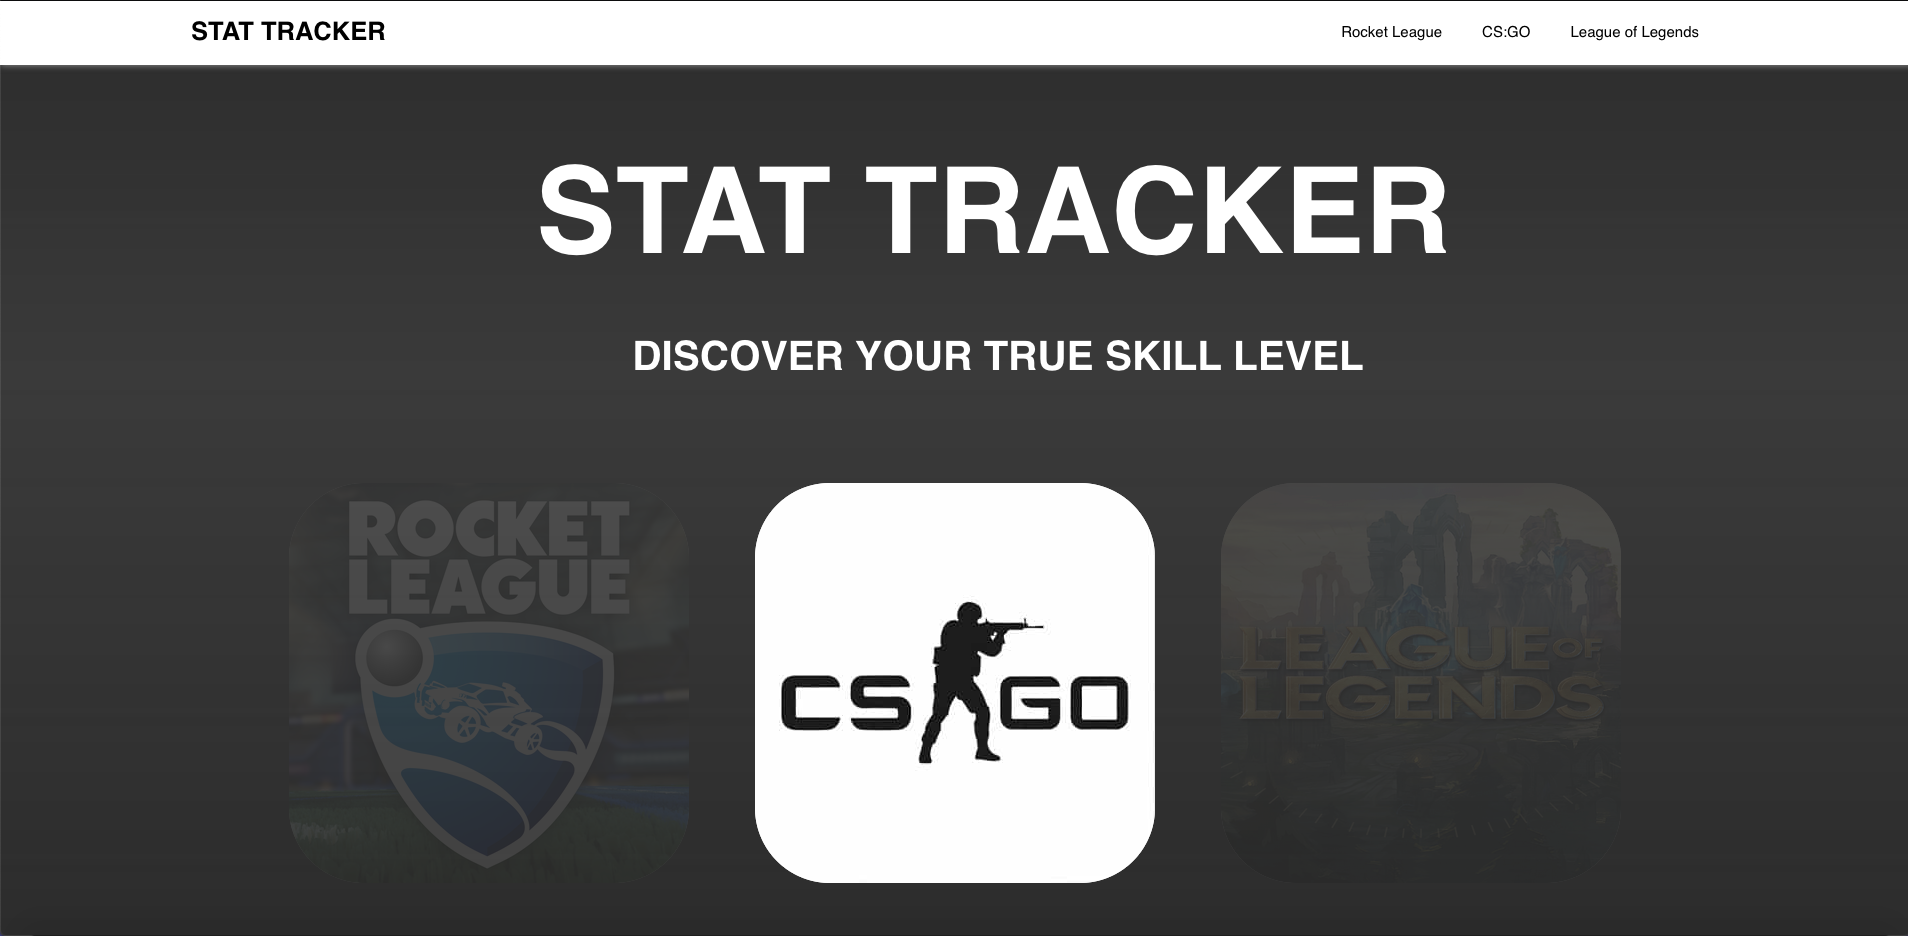 STAT TRACKER
Rocket League
CS:GO
League of Legends
STAT TRACKER
DISCOVER YOUR TRUE SKILL LEVEL
ROCKET
LEAGUE
CS GO
LEAGUE OF
LEGENDS